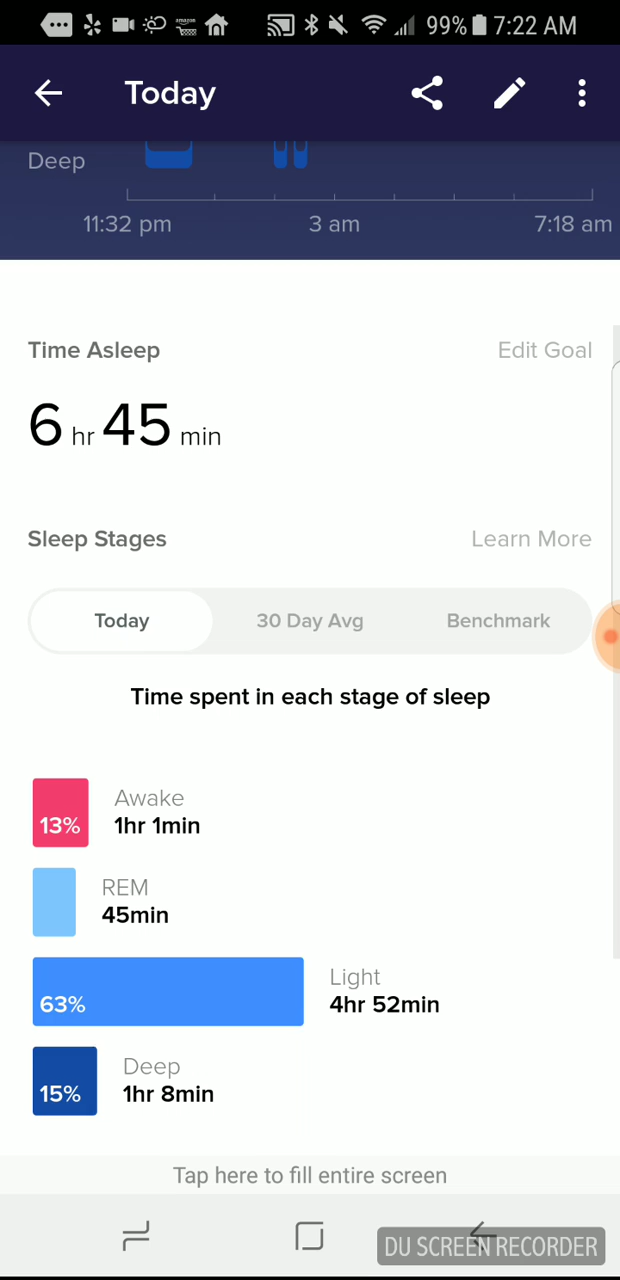 99% 7:22 AM
Today
Deep
11:32 pm 3 am 7:18 am
Time Asleep Edit Goal
6 hr 45 min
Sleep Stages Learn More
Today 30 Day Avg Benchmark
Time spent in each stage of sleep
Awake
13% 1hr 1min
REM
45min
Light
63% 4hr 52min
Deep
15% 1hr 8min
Tap here to fill entire screen
DU SCREEN RECORDER